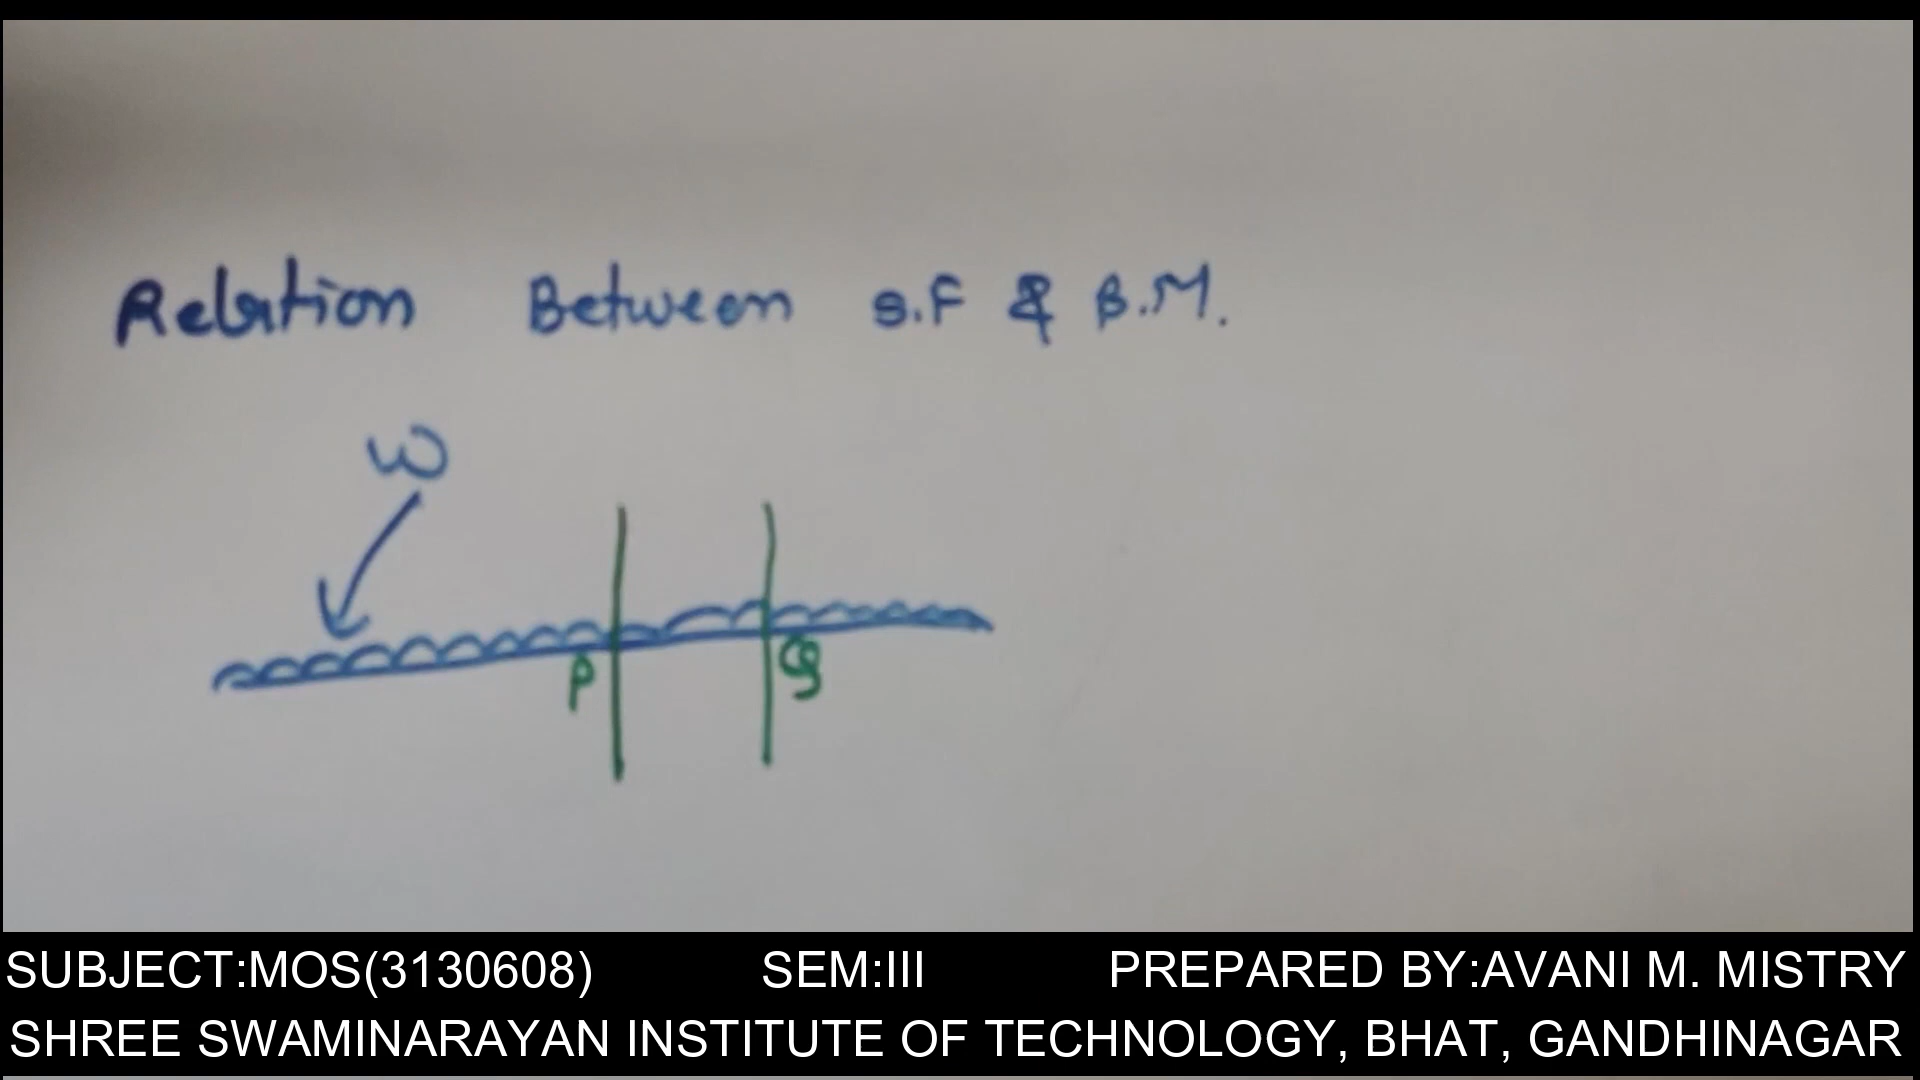 Relation Between S.F & B.M.
W
P
Q
SUBJECT:MOS(3130608) SEM:III PREPARED BY:AVANI M. MISTRY
SHREE SWAMINARAYAN INSTITUTE OF TECHNOLOGY, BHAT, GANDHINAGAR